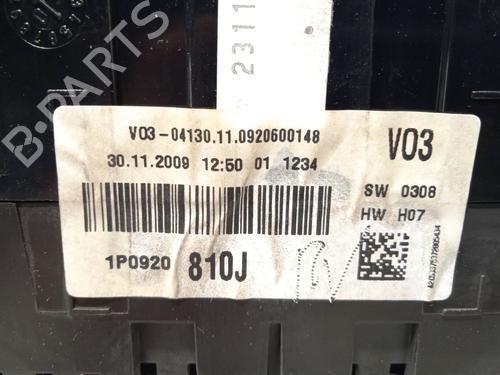 B-PARTS
2311
V03-04130.11.0920600148
30.11.2009 12:50 01 1234
V03
SW 0308
HW H07
1P0920 810J